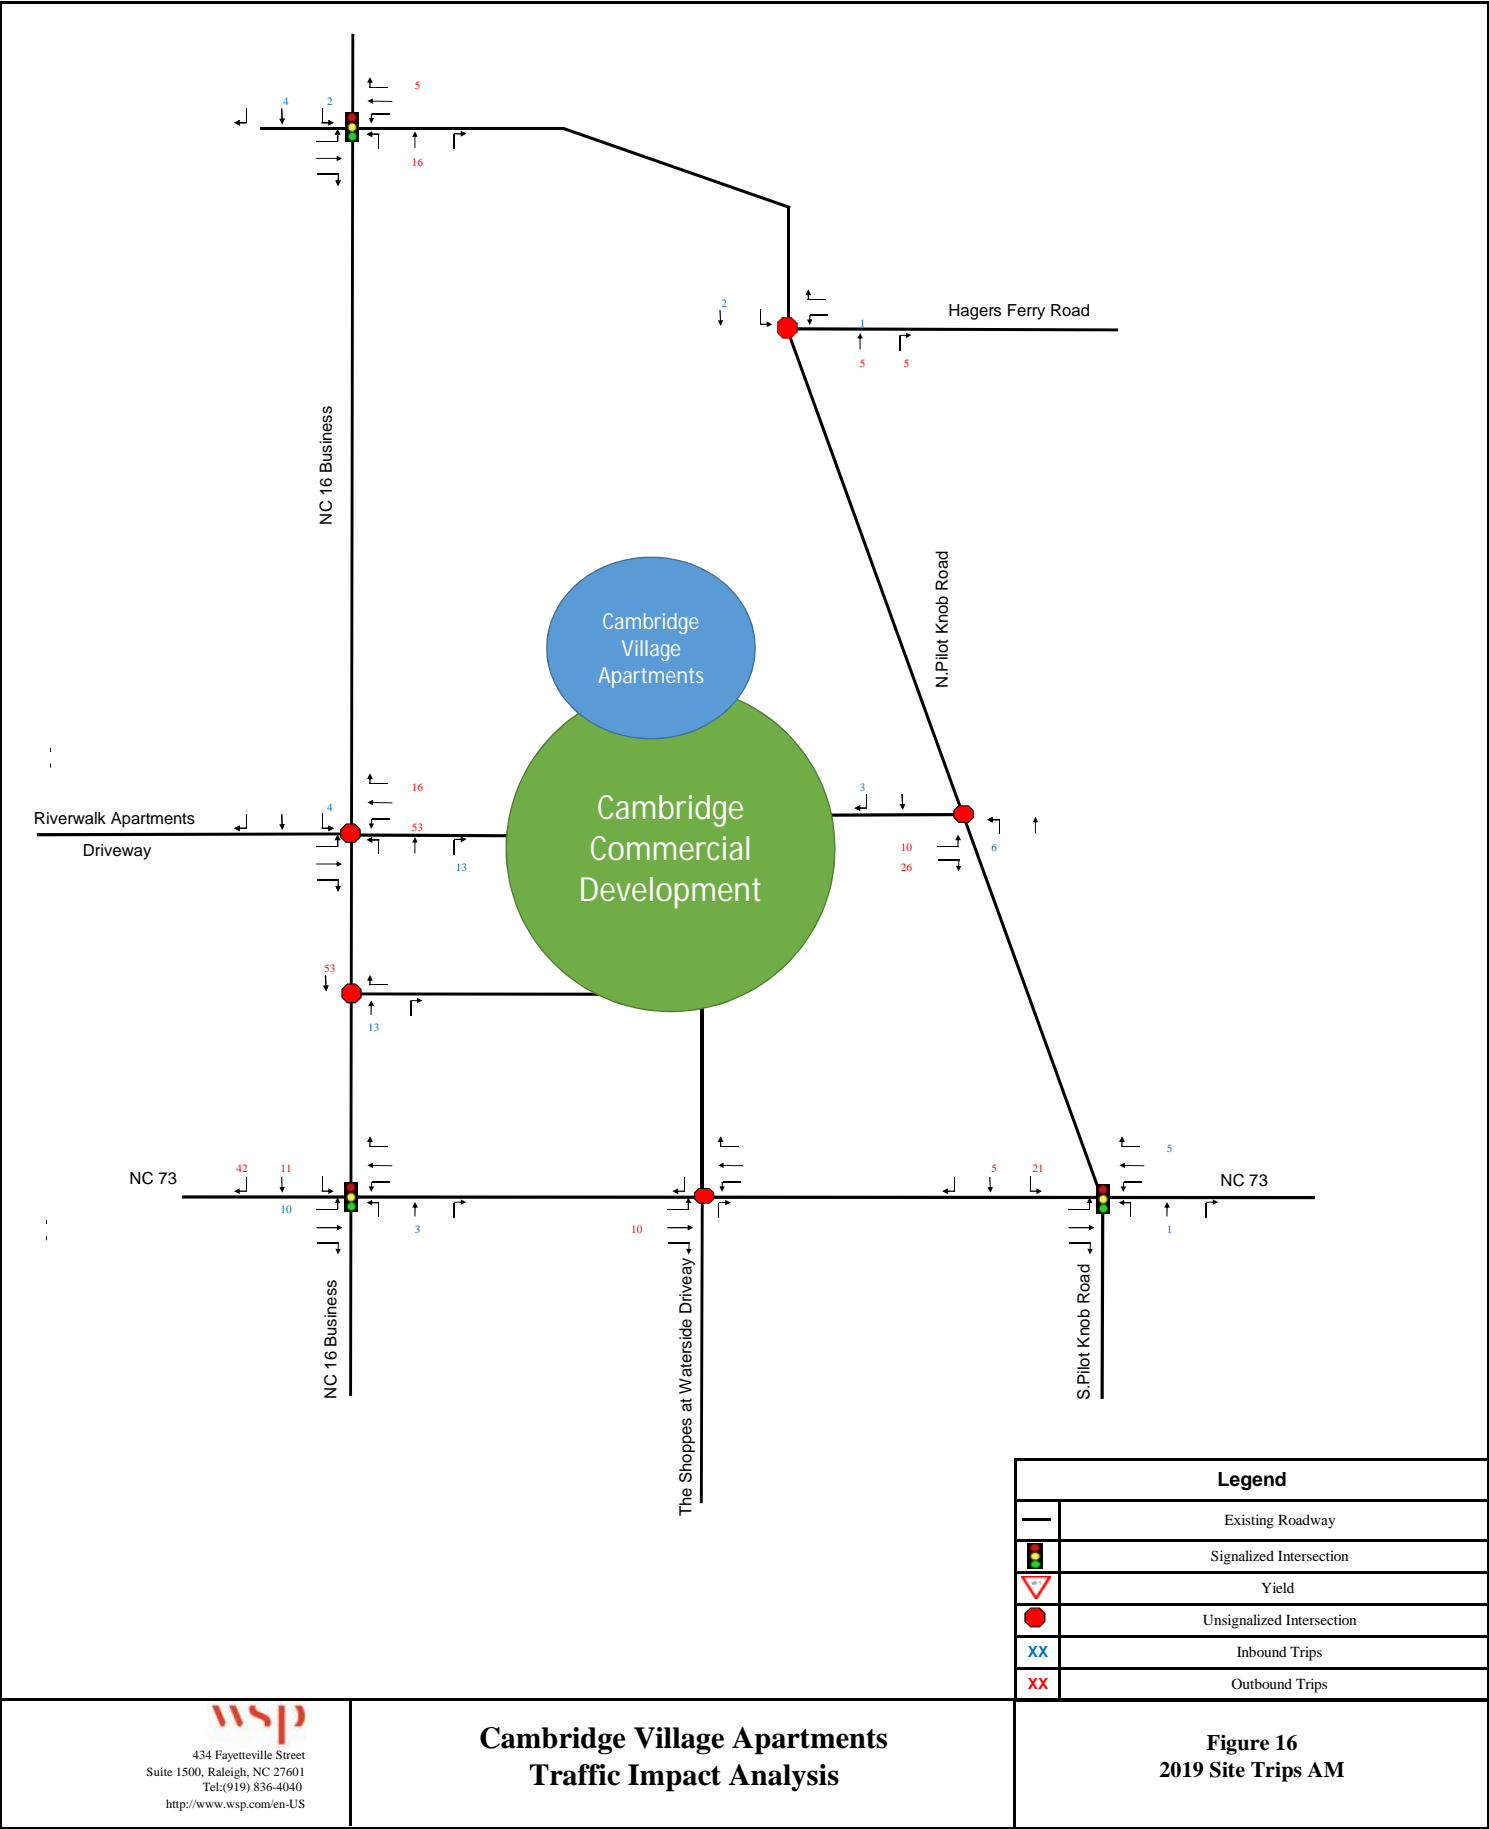 5
4
2
16
2
Hagers Ferry Road
1
5
5
NC 16 Business
N.Pilot Knob Road
Cambridge
Village
Apartments
16
4
3
Riverwalk Apartments
53
Driveway
13
Cambridge
Commercial
Development
10
6
26
53
13
5
42
11
5
21
NC 73
NC 73
10
3
10
1
NC 16 Business
The Shoppes at Waterside Driveay
S.Pilot Knob Road
Legend
Existing Roadway
Signalized Intersection
Yield
Unsignalized Intersection
XX
Inbound Trips
XX
Outbound Trips
wsp
434 Fayetteville Street
Suite 1500, Raleigh, NC 27601
Tel:(919) 836-4040
http://www.wsp.com/en-US
Cambridge Village Apartments
Traffic Impact Analysis
Figure 16
2019 Site Trips AM